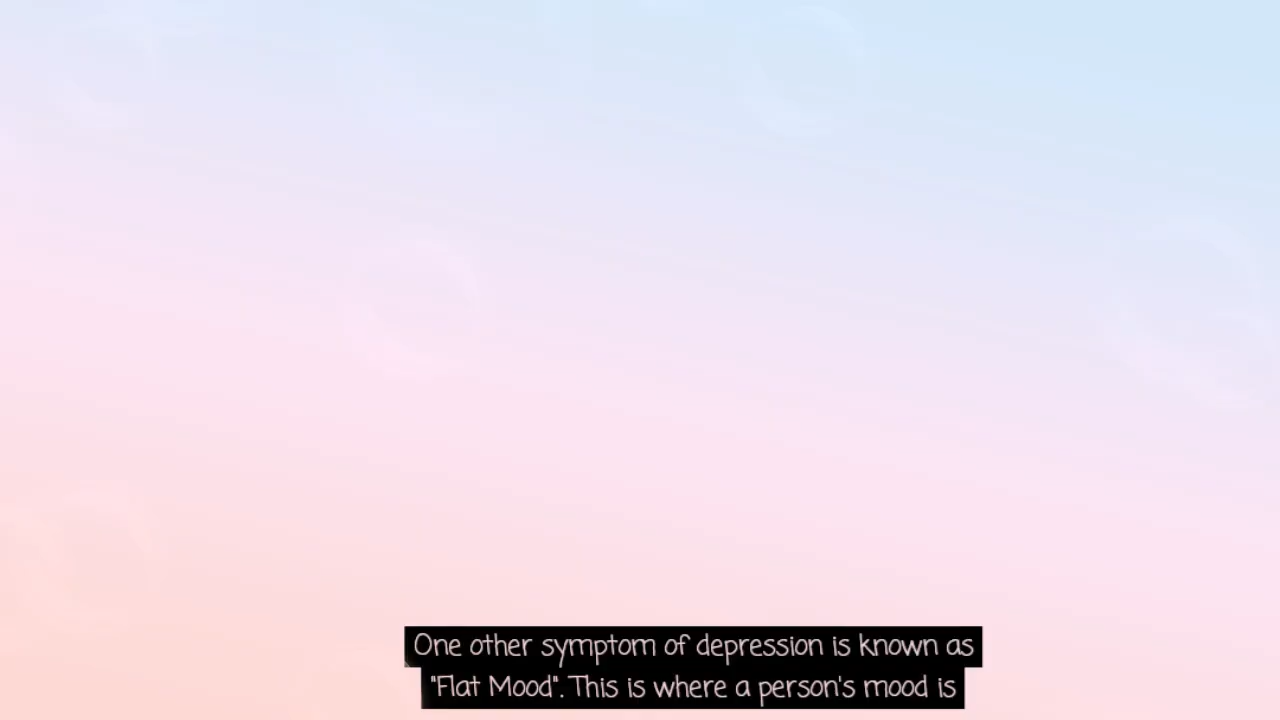 One other symptom of depression is known as
"Flat Mood". This is where a person's mood is